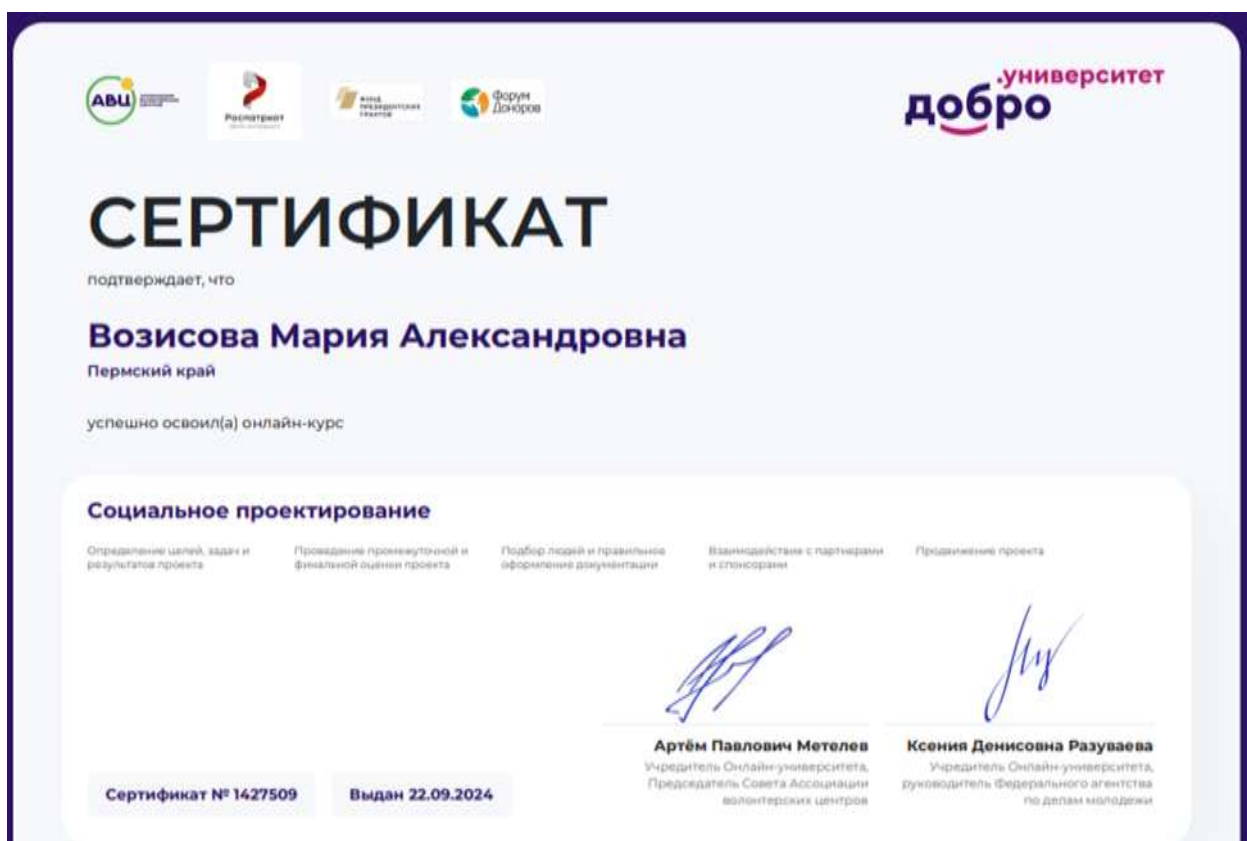 АВЦ
Роспатриот
ФОНД
ПРЕЗИДЕНТСКИХ
ГРАНТОВ
Форум
Доноров
.университет
добро
СЕРТИФИКАТ
подтверждает, что
Возисова Мария Александровна
Пермский край
успешно освоил(а) онлайн-курс
Социальное проектирование
Определение целей, задач и
результатов проекта
Проведение промежуточной и
финальной оценки проекта
Подбор людей и правильное
оформление документации
Взаимодействие с партнерами
и спонсорами
Продвижение проекта
Артём Павлович Метелев
Учредитель Онлайн-университета,
Председатель Совета Ассоциации
волонтерских центров
Ксения Денисовна Разуваева
Учредитель Онлайн-университета,
руководитель Федерального агентства
по делам молодежи
Сертификат № 1427509
Выдан 22.09.2024